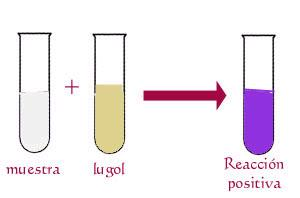 +
muestra
lugol
Reacción
positiva